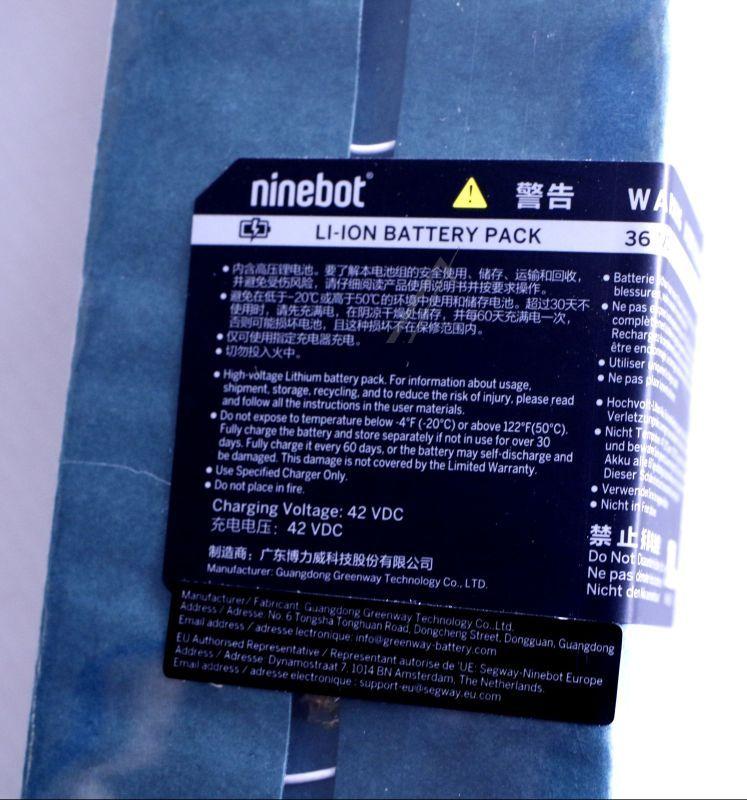 ninebot® 警告
LI-ION BATTERY PACK 36
• 内含高压锂电池。要了解本电池组的安全使用、储存、运输和回收，
并避免受伤风险，请仔细阅读产品使用说明书并按要求操作。
• 避免在低于-20℃或高于50℃的环境中使用和储存电池。超过30天不
使用时，请先充满电，在阴凉干燥处储存，并每60天充满电一次，
否则可能损坏电池，且这种损坏不在保修范围内。
• 仅可使用指定充电器充电。
• 切勿投入火中。
• High-voltage Lithium battery pack. For information about usage,
shipment, storage, recycling, and to reduce the risk of injury, please read
and follow all the instructions in the user materials.
• Do not expose to temperature below -4°F (-20°C) or above 122°F(50°C).
Fully charge the battery and store separately if not in use for over 30
days. Fully charge it every 60 days, or the battery may self-discharge and
be damaged. This damage is not covered by the Limited Warranty.
• Use Specified Charger Only.
• Do not place in fire.
Charging Voltage: 42 VDC
充电电压： 42 VDC
制造商：广东博力威科技股份有限公司
Manufacturer: Guangdong Greenway Technology Co., LTD.
• Batterie
blessure
• Ne pas
complèt
Recharge
être
• Utiliser
• Ne pas
• Hochvolt
Verletzung
• Nicht
und
Akku alle
Dieser
• Verwenden
• Nicht in
禁止
Do Not
Ne pas
Nicht
Manufacturer/ Fabricant: Guangdong Greenway Technology Co.,Ltd.
Address / Adresse: No. 6 Tongsha Tonghuan Road, Dongcheng Street, Dongguan, Guangdong
Email address / adresse lectronique: info@greenway-battery.com
EU Authorised Representative / Representant autorise de 'UE: Segway-Ninebot Europe
Address / Adresse: Dynamostraat 7, 1014 BN Amsterdam, The Netherlands.
Email address / adresse electronique : support-eu@segway.eu.com